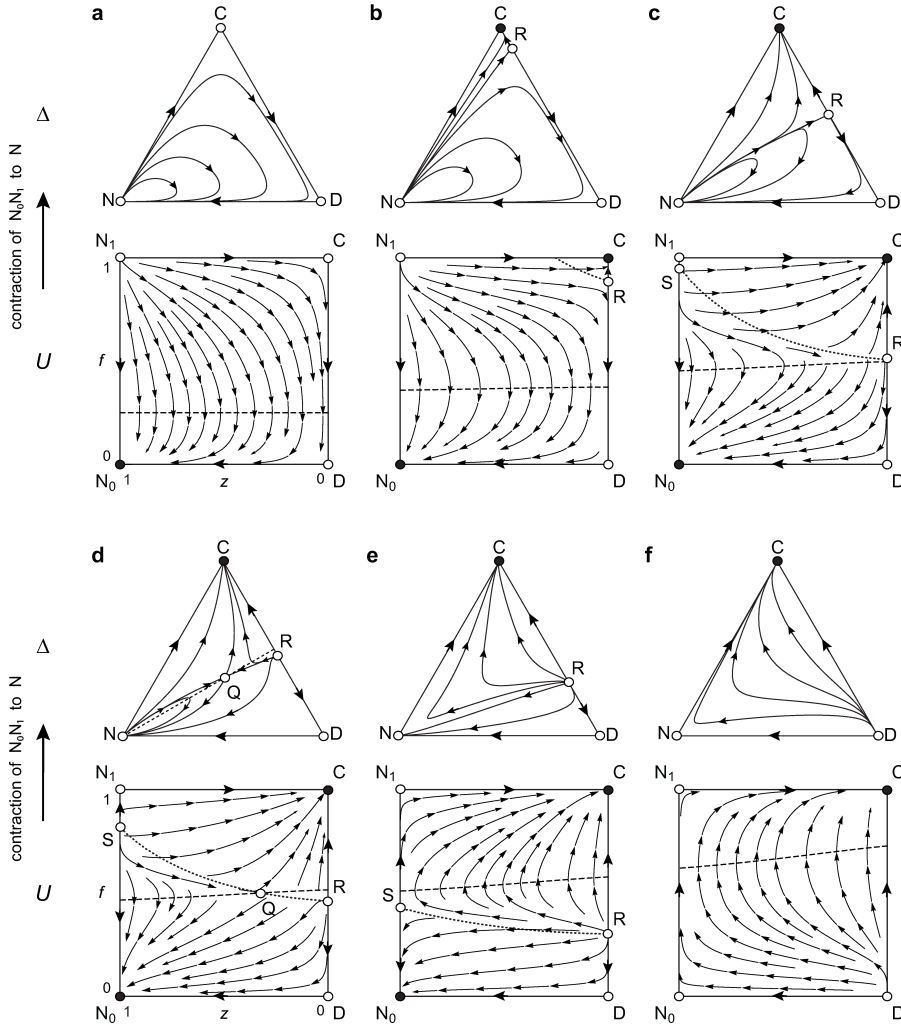 a
C
N
D
N₁
C
1
f
0
N₀
1
z
0
D
b
C
R
N
D
N₁
C
R
N₀
D
c
C
R
N
D
N₁
C
S
R
N₀
D
Δ
contraction of N₀N₁ to N
U
d
C
R
Q
N
D
N₁
C
1
S
f
R
Q
0
N₀
1
z
0
D
e
C
R
N
D
N₁
C
S
R
N₀
D
f
C
N
D
N₁
C
N₀
D
Δ
contraction of N₀N₁ to N
U